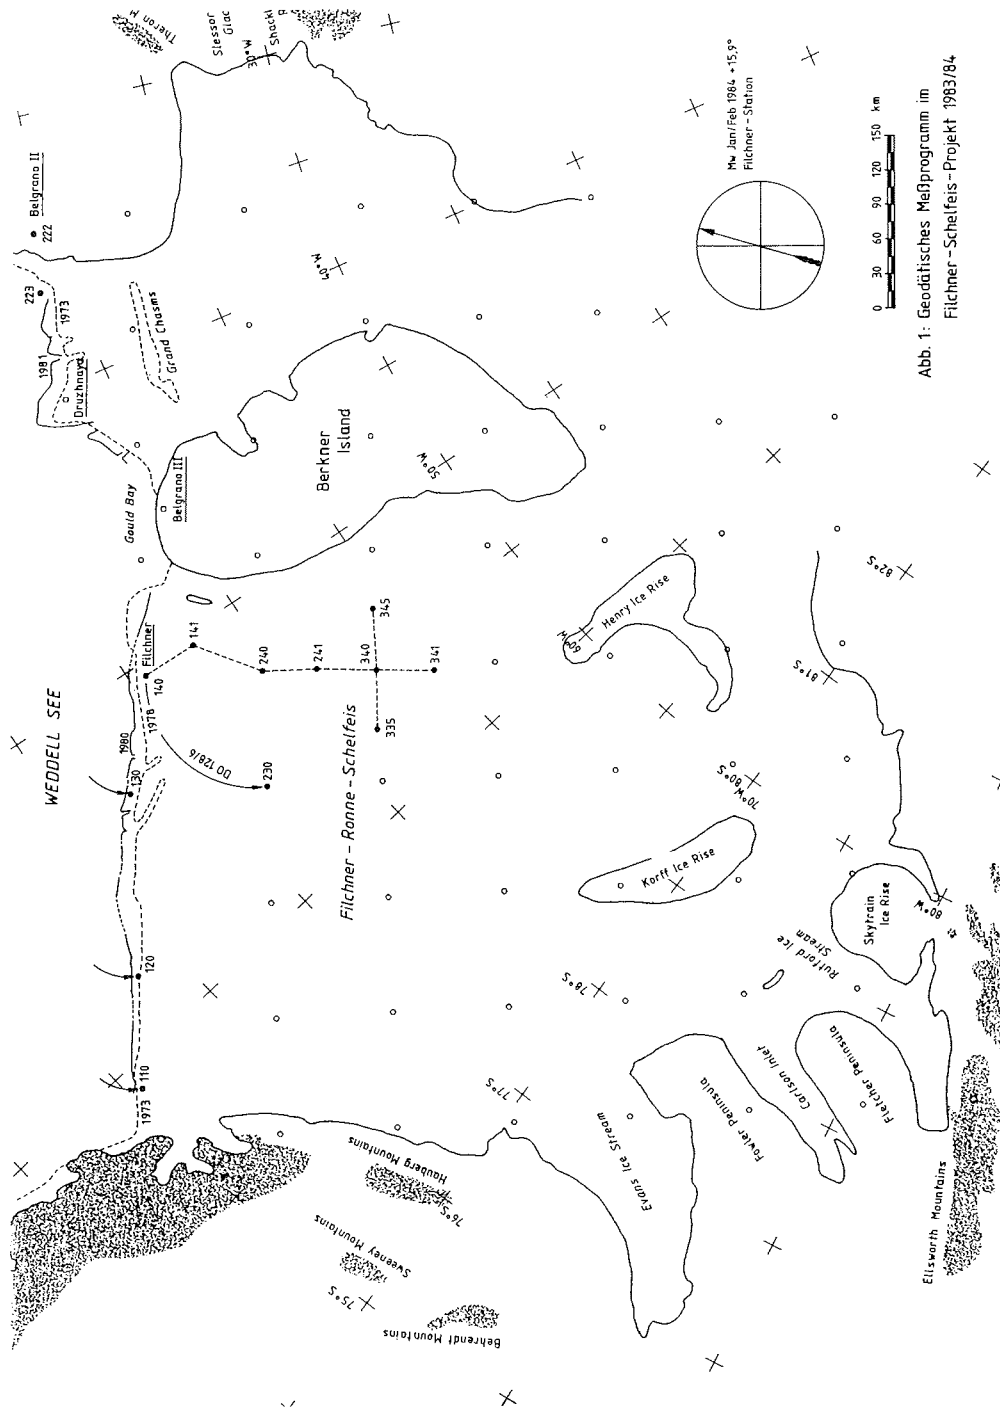 Theron M
Slessor
Glac
Shackl
R
30°W
Belgrano II
222
223
1973
1981
Druzhnaya
Grand Chasms
40°W
Gould Bay
Belgrano III
Berkner
Island
50°W
WEDDELL SEE
Filchner
140
141
1978
1980
130
DO 128/6
230
240
241
340
345
335
341
Filchner-Ronne-Schelfeis
60°W
Henry Ice Rise
82°S
81°S
70°W
80°S
Korff Ice Rise
Skytrain
Ice Rise
80°W
Rutford Ice
Stream
78°S
120
110
1973
77°S
Hauberg Mountains
76°S
Sweeney Mountains
75°S
Behrendt Mountains
Evans Ice Stream
Fowler Peninsula
Carlson Inlet
Fletcher Peninsula
Ellsworth Mountains
Mw Jan/Feb 1984 +15,9°
Filchner-Station
0 30 60 90 120 150 km
Abb. 1: Geodätisches Meßprogramm im
Filchner-Schelfeis-Projekt 1983/84